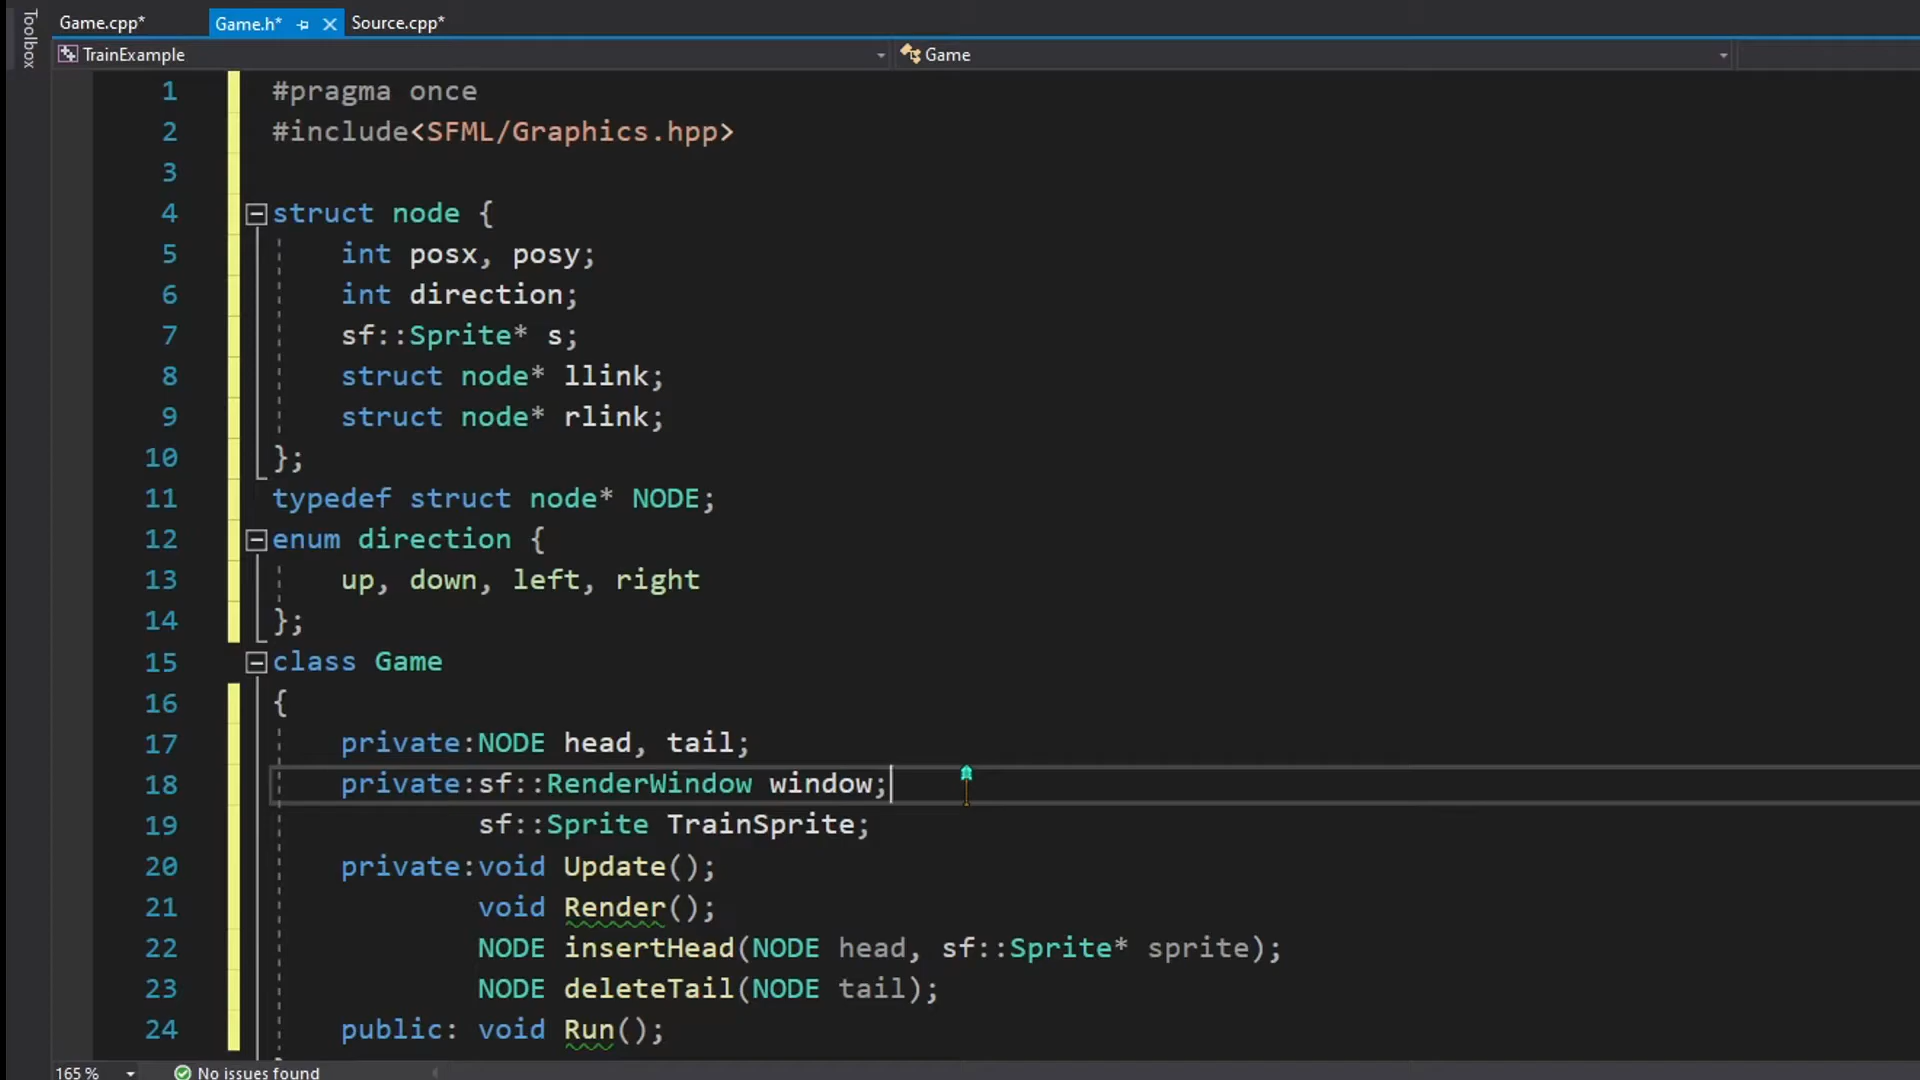 Toolbox
Game.cpp*
Game.h*
Source.cpp*
TrainExample
Game
1 #pragma once
2 #include<SFML/Graphics.hpp>
3
4 struct node {
5 int posx, posy;
6 int direction;
7 sf::Sprite* s;
8 struct node* llink;
9 struct node* rlink;
10 };
11 typedef struct node* NODE;
12 enum direction {
13 up, down, left, right
14 };
15 class Game
16 {
17 private:NODE head, tail;
18 private:sf::RenderWindow window;
19 sf::Sprite TrainSprite;
20 private:void Update();
21 void Render();
22 NODE insertHead(NODE head, sf::Sprite* sprite);
23 NODE deleteTail(NODE tail);
24 public: void Run();
165 %
No issues found